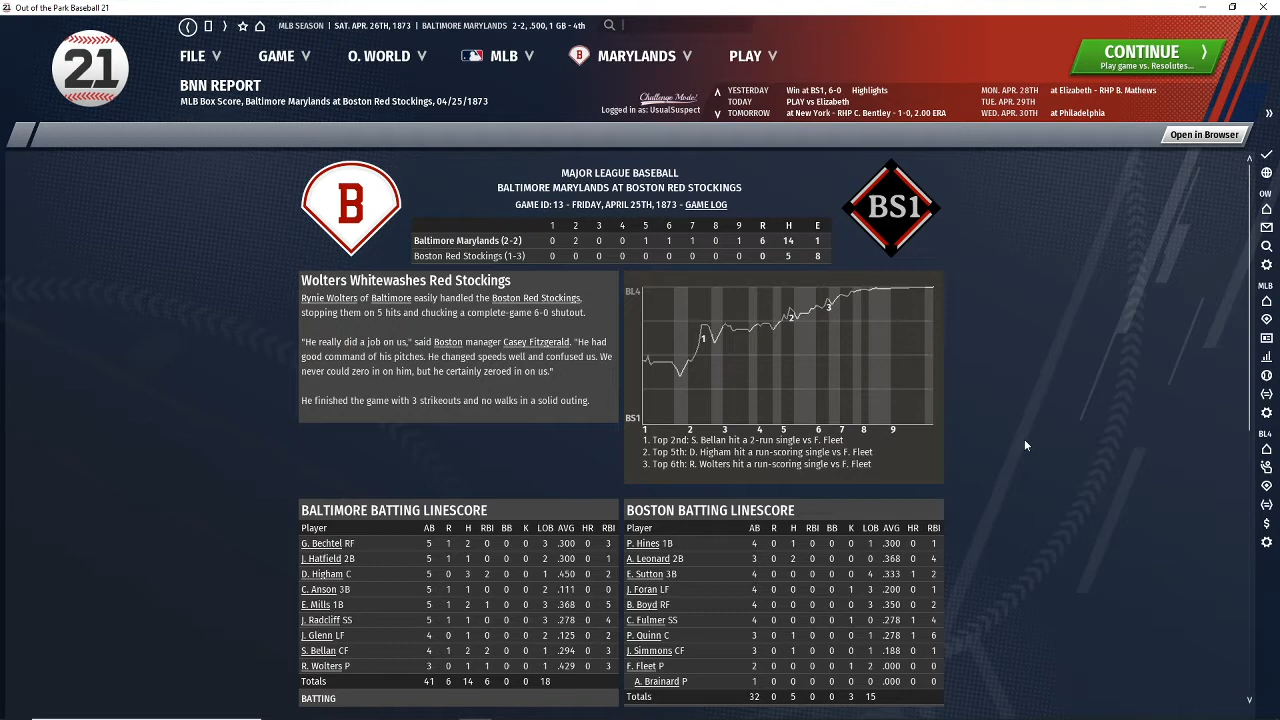 21 Out of the Park Baseball 21
MLB SEASON | SAT. APR. 26TH, 1873 | BALTIMORE MARYLANDS 2-2, .500, 1 GB - 4th
21
FILE GAME O. WORLD MLB B MARYLANDS PLAY
CONTINUE
Play game vs. Resolutes...
BNN REPORT
MLB Box Score, Baltimore Marylands at Boston Red Stockings, 04/25/1873
Challenge Mode!
Logged in as: UsualSuspect
YESTERDAY Win at BS1, 6-0 Highlights MON. APR. 28TH at Elizabeth - RHP B. Mathews
TODAY PLAY vs Elizabeth TUE. APR. 29TH
TOMORROW at New York - RHP C. Bentley - 1-0, 2.00 ERA WED. APR. 30TH at Philadelphia
Open in Browser
B
BS1
MAJOR LEAGUE BASEBALL
BALTIMORE MARYLANDS AT BOSTON RED STOCKINGS
GAME ID: 13 - FRIDAY, APRIL 25TH, 1873 - GAME LOG
1 2 3 4 5 6 7 8 9 R H E
Baltimore Marylands (2-2) 0 2 0 0 1 1 1 0 1 6 14 1
Boston Red Stockings (1-3) 0 0 0 0 0 0 0 0 0 0 5 8
Wolters Whitewashes Red Stockings
Rynie Wolters of Baltimore easily handled the Boston Red Stockings,
stopping them on 5 hits and chucking a complete-game 6-0 shutout.
"He really did a job on us," said Boston manager Casey Fitzgerald. "He had
good command of his pitches. He changed speeds well and confused us. We
never could zero in on him, but he certainly zeroed in on us."
He finished the game with 3 strikeouts and no walks in a solid outing.
BL4
1
2
3
BS1
1 2 3 4 5 6 7 8 9
1. Top 2nd: S. Bellan hit a 2-run single vs F. Fleet
2. Top 5th: D. Higham hit a run-scoring single vs F. Fleet
3. Top 6th: R. Wolters hit a run-scoring single vs F. Fleet
BALTIMORE BATTING LINESCORE
Player AB R H RBI BB K LOB AVG HR RBI
G. Bechtel RF 5 1 2 0 0 0 3 .300 0 3
J. Hatfield 2B 5 1 1 0 0 0 2 .300 0 1
D. Higham C 5 0 3 2 0 0 1 .450 0 2
C. Anson 3B 5 1 1 0 0 0 2 .111 0 0
E. Mills 1B 5 1 2 1 0 0 3 .368 0 5
J. Radcliff SS 5 1 1 0 0 0 3 .278 0 4
J. Glenn LF 4 0 1 0 0 0 2 .125 0 2
S. Bellan CF 4 1 2 2 0 0 1 .294 0 3
R. Wolters P 3 0 1 1 0 0 1 .429 0 3
Totals 41 6 14 6 0 0 18
BATTING
BOSTON BATTING LINESCORE
Player AB R H RBI BB K LOB AVG HR RBI
P. Hines 1B 4 0 1 0 0 0 1 .300 0 1
A. Leonard 2B 3 0 2 0 0 0 0 .368 0 4
E. Sutton 3B 4 0 0 0 0 0 4 .333 1 2
J. Foran LF 4 0 0 0 0 1 3 .200 0 1
B. Boyd RF 4 0 0 0 0 0 3 .350 0 2
C. Fulmer SS 4 0 0 0 0 1 0 .278 1 4
P. Quinn C 3 0 1 0 0 0 1 .278 1 6
J. Simmons CF 3 0 1 0 0 0 1 .188 0 1
F. Fleet P 2 0 0 0 0 1 2 .000 0 0
A. Brainard P 1 0 0 0 0 0 0 .000 0 0
Totals 32 0 5 0 0 3 15
OW
MLB
BL4